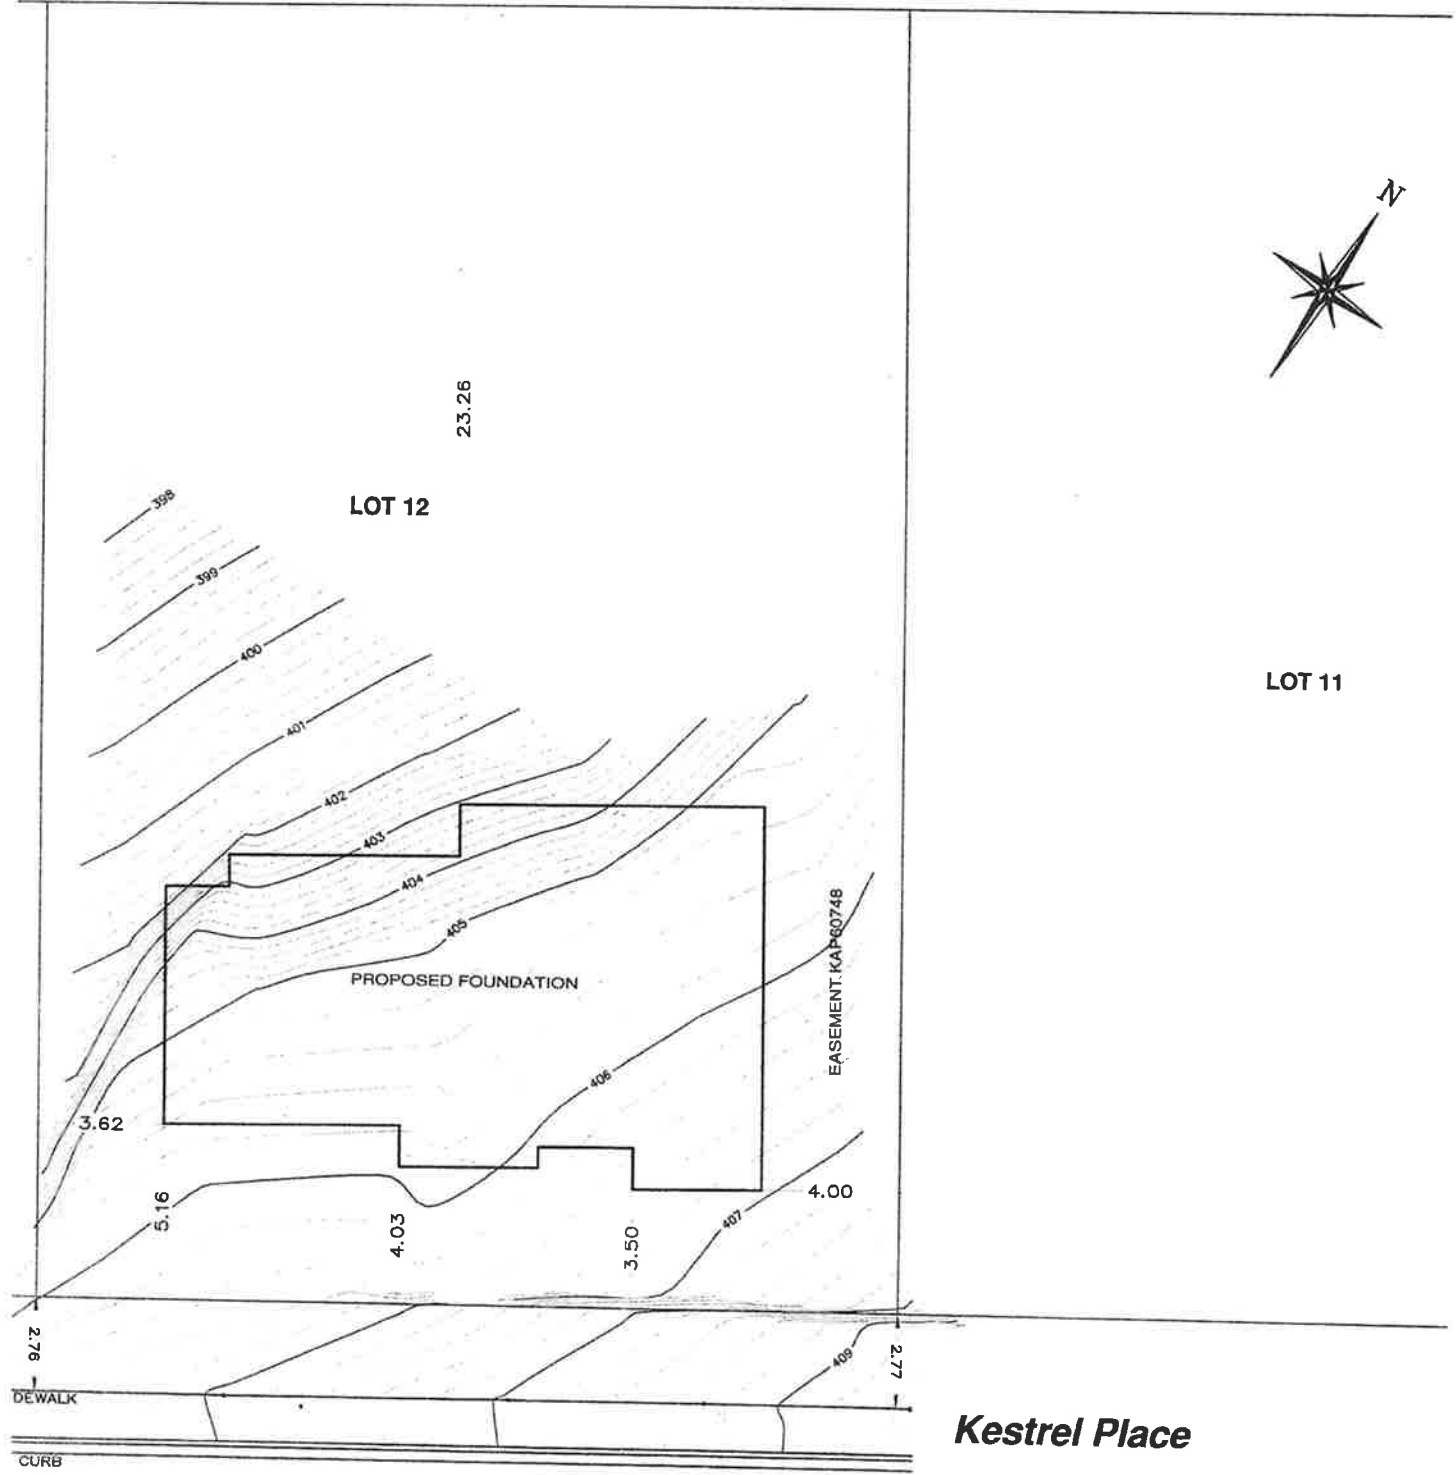 N
23.26
LOT 12
398
399
400
LOT 11
401
402
403
404
405
EASEMENT KAP60748
PROPOSED FOUNDATION
406
3.62
4.00
5.16
407
4.03
3.50
2.76
2.77
409
DEWALK
Kestrel Place
CURB